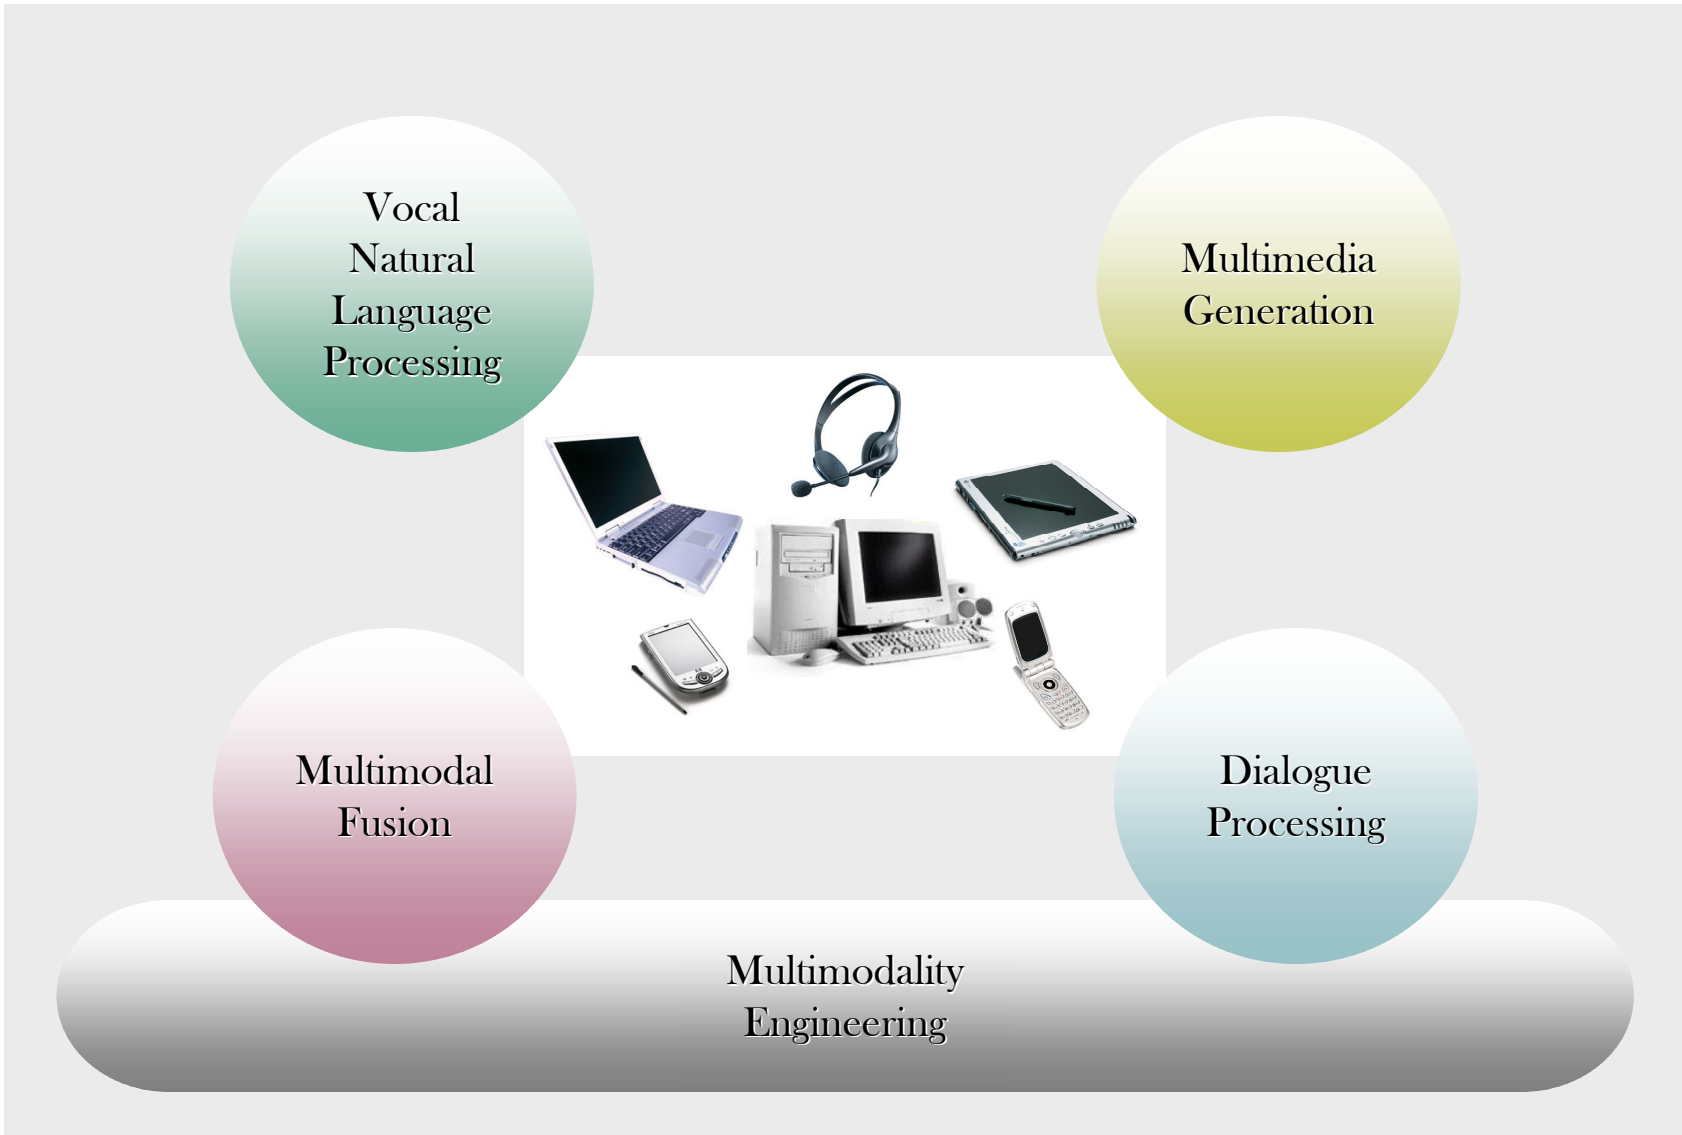 Vocal
Natural
Language
Processing
Multimedia
Generation
Multimodal
Fusion
Dialogue
Processing
Multimodality
Engineering